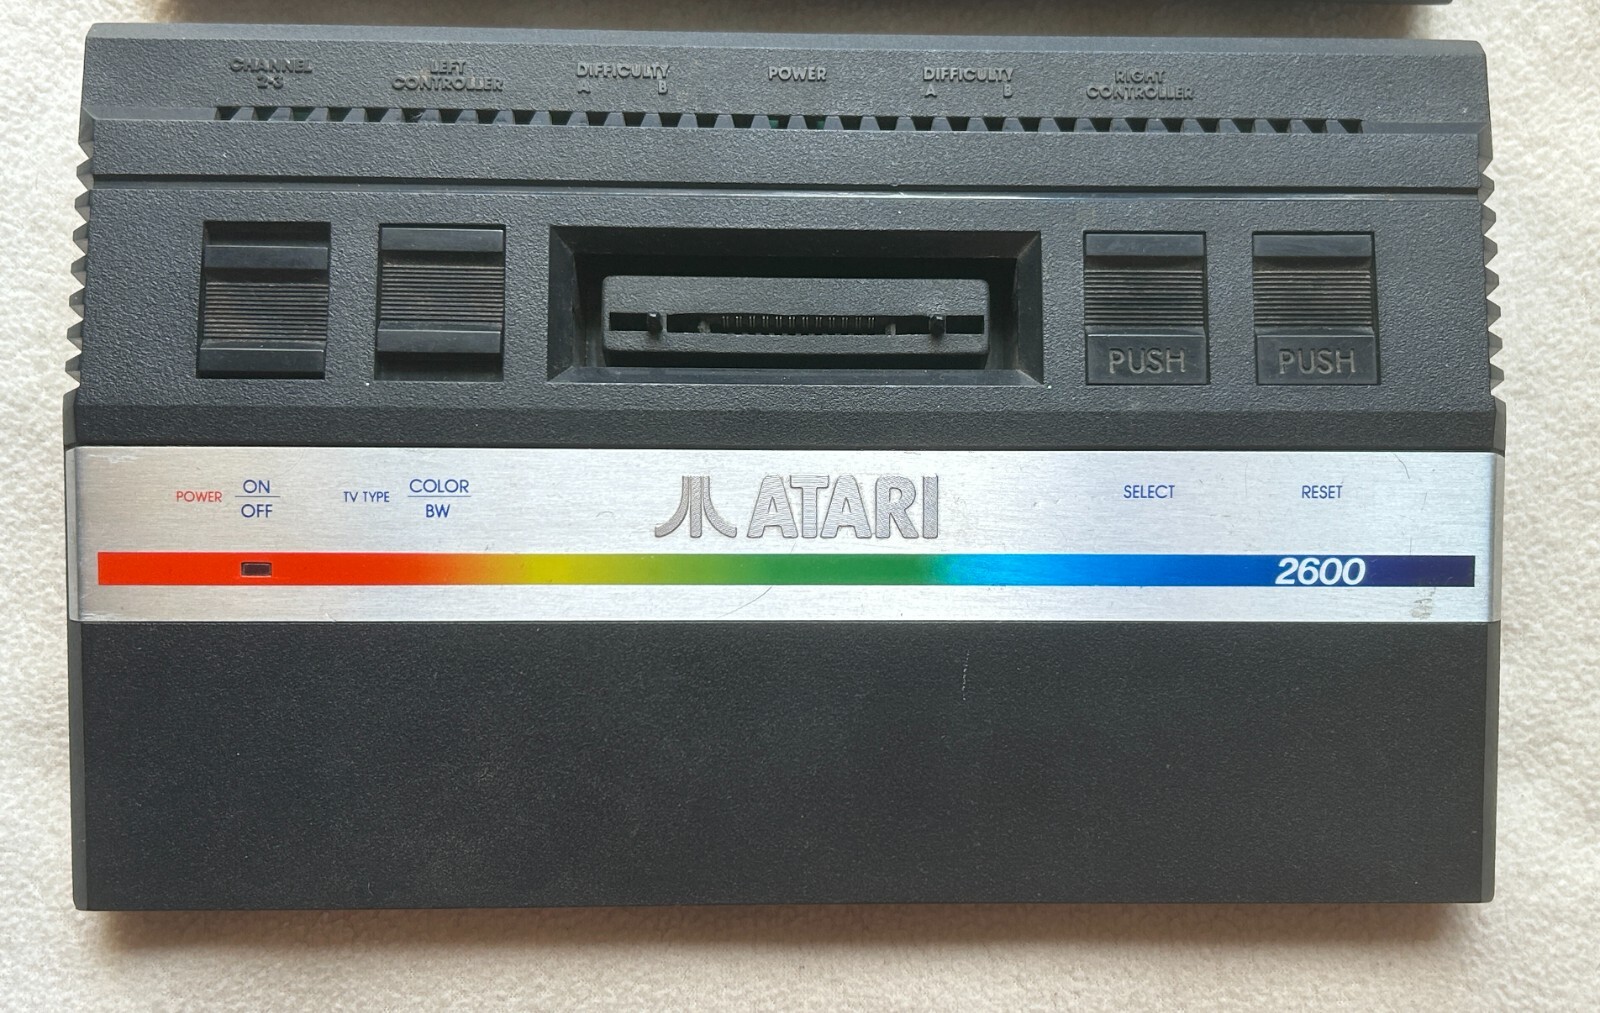 CHANNEL
2-3
LEFT
CONTROLLER
DIFFICULTY
A B
POWER
DIFFICULTY
A B
RIGHT
CONTROLLER
PUSH
PUSH
POWER
ON
OFF
TV TYPE
COLOR
BW
ATARI
SELECT
RESET
2600